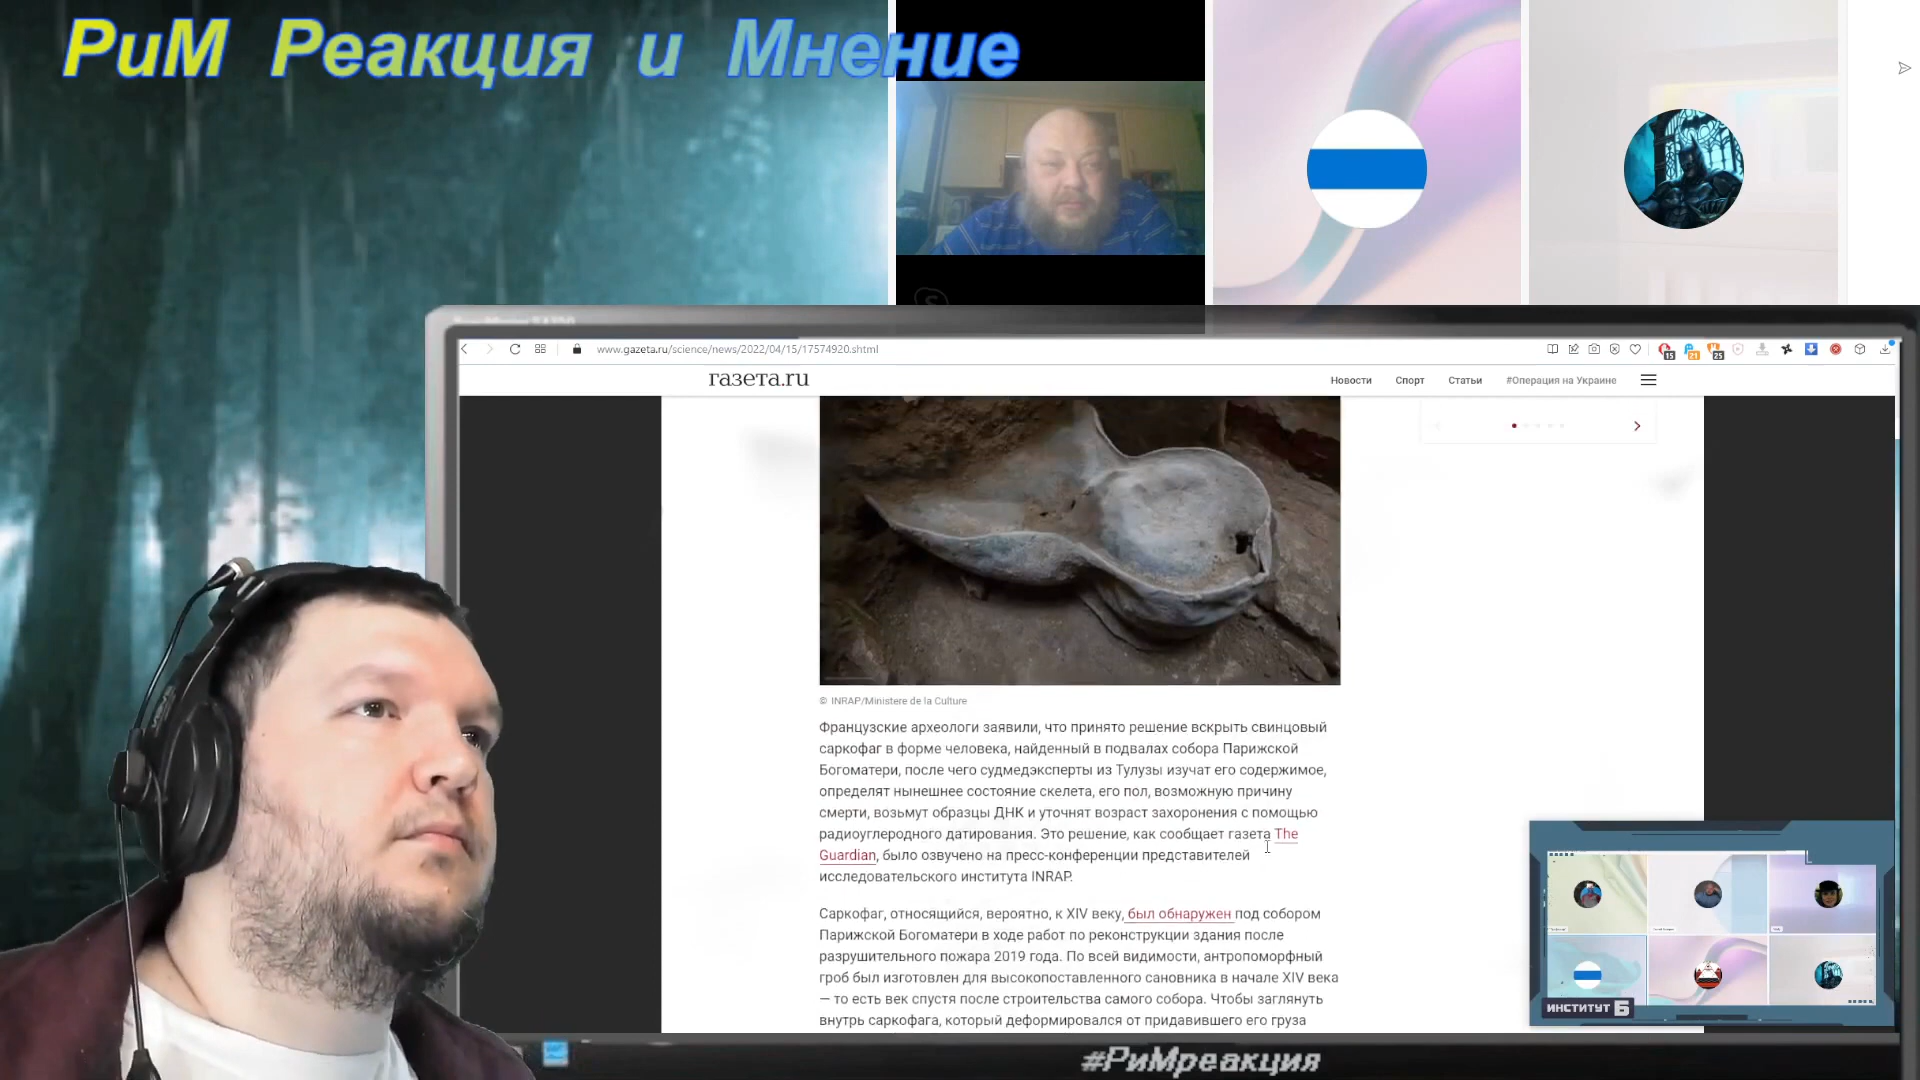 РиМ Реакция и Мнение
www.gazeta.ru/science/news/2022/04/15/17574920.shtml
15
21
25
газета.ru
Новости
Спорт
Статьи
#Операция на Украине
© INRAP/Ministere de la Culture
Французские археологи заявили, что принято решение вскрыть свинцовый
саркофаг в форме человека, найденный в подвалах собора Парижской
Богоматери, после чего судмедэксперты из Тулузы изучат его содержимое,
определят нынешнее состояние скелета, его пол, возможную причину
смерти, возьмут образцы ДНК и уточнят возраст захоронения с помощью
радиоуглеродного датирования. Это решение, как сообщает газета The
Guardian, было озвучено на пресс-конференции представителей
исследовательского института INRAP.
Саркофаг, относящийся, вероятно, к XIV веку, был обнаружен под собором
Парижской Богоматери в ходе работ по реконструкции здания после
разрушительного пожара 2019 года. По всей видимости, антропоморфный
гроб был изготовлен для высокопоставленного сановника в начале XIV века
— то есть век спустя после строительства самого собора. Чтобы заглянуть
внутрь саркофага, который деформировался от придавившего его груза
ИНСТИТУТ Б
#РиМреакция